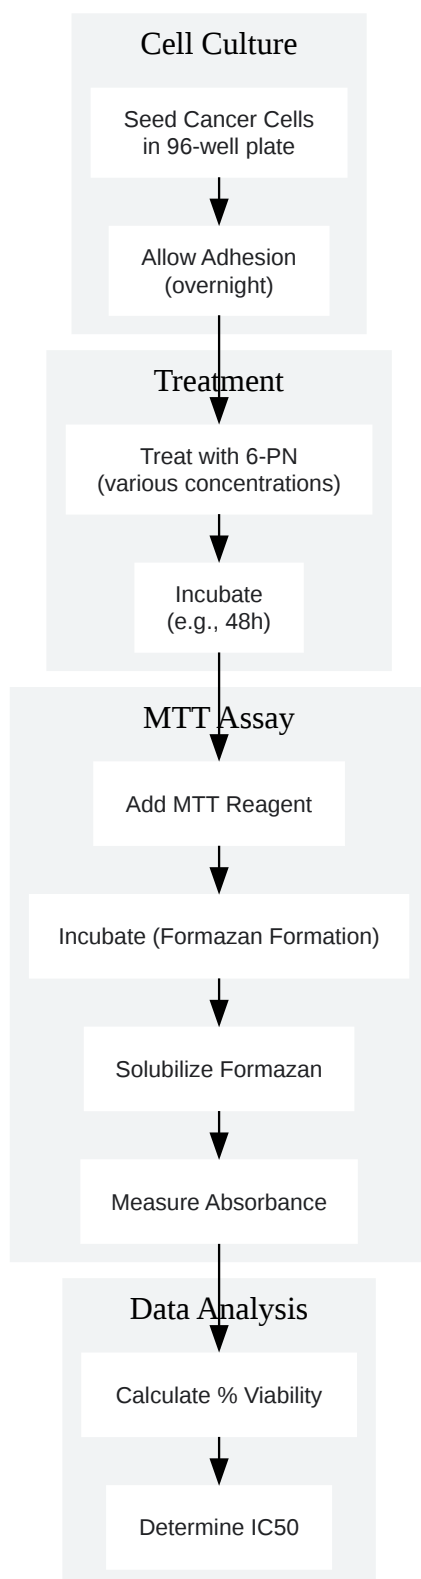 Cell Culture
Seed Cancer Cells
in 96-well plate
Allow Adhesion
(overnight)
Treatment
Treat with 6-PN
(various concentrations)
Incubate
(e.g., 48h)
MTT Assay
Add MTT Reagent
Incubate (Formazan Formation)
Solubilize Formazan
Measure Absorbance
Data Analysis
Calculate % Viability
Determine IC50